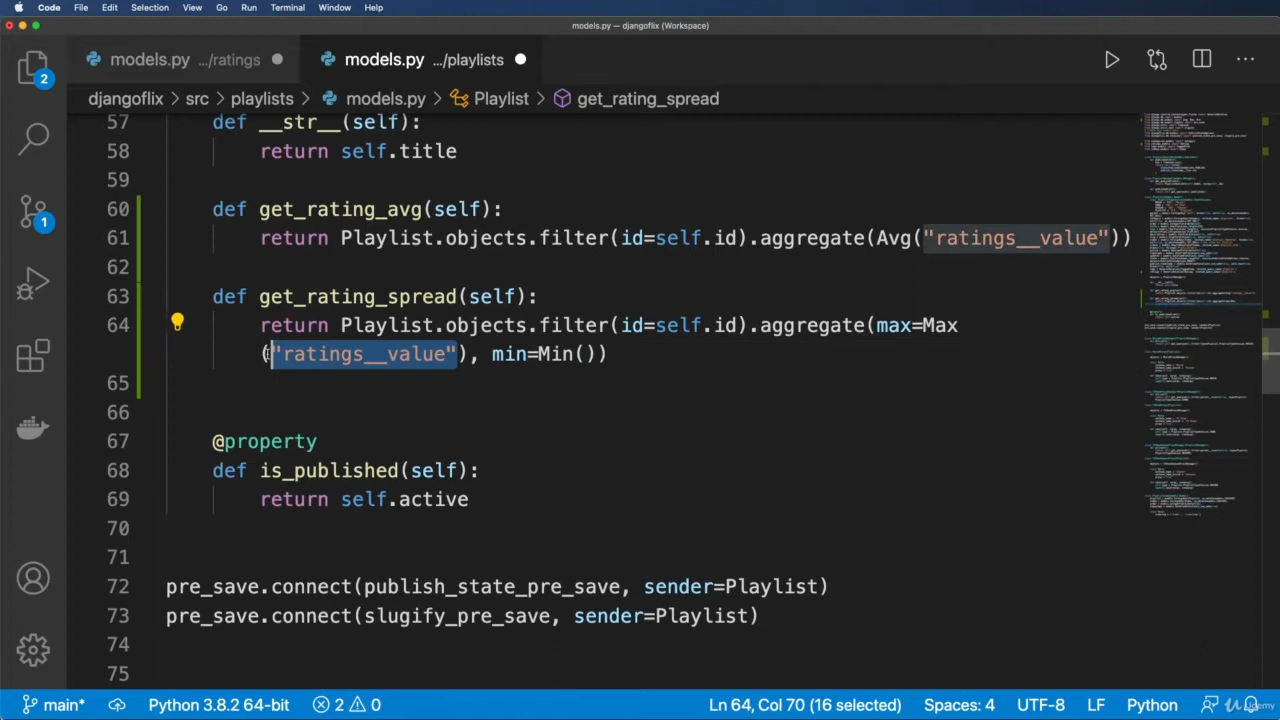 Code File Edit Selection View Go Run Terminal Window Help
models.py — djangoflix (Workspace)
models.py .../ratings models.py .../playlists
djangoflix > src > playlists > models.py > Playlist > get_rating_spread
2
1
57 def __str__(self):
58 return self.title
59
60 def get_rating_avg(self):
61 return Playlist.objects.filter(id=self.id).aggregate(Avg("ratings__value"))
62
63 def get_rating_spread(self):
64 return Playlist.objects.filter(id=self.id).aggregate(max=Max
("ratings__value"), min=Min())
65
66
67 @property
68 def is_published(self):
69 return self.active
70
71
72 pre_save.connect(publish_state_pre_save, sender=Playlist)
73 pre_save.connect(slugify_pre_save, sender=Playlist)
74
75
main* Python 3.8.2 64-bit 2 0 Ln 64, Col 70 (16 selected) Spaces: 4 UTF-8 LF Python Udemy